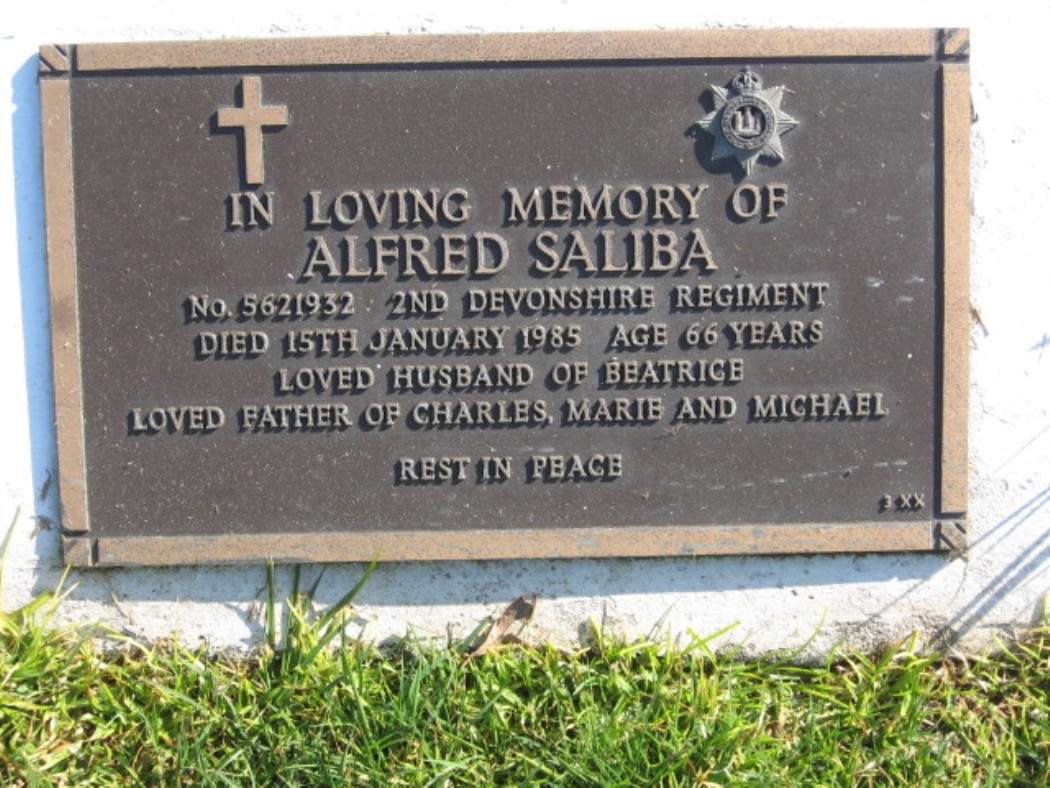 IN LOVING MEMORY OF
ALFRED SALIBA
No. 5621932 2ND DEVONSHIRE REGIMENT
DIED 15TH JANUARY 1985 AGE 66 YEARS
LOVED HUSBAND OF BEATRICE
LOVED FATHER OF CHARLES, MARIE AND MICHAEL
REST IN PEACE
3 XX